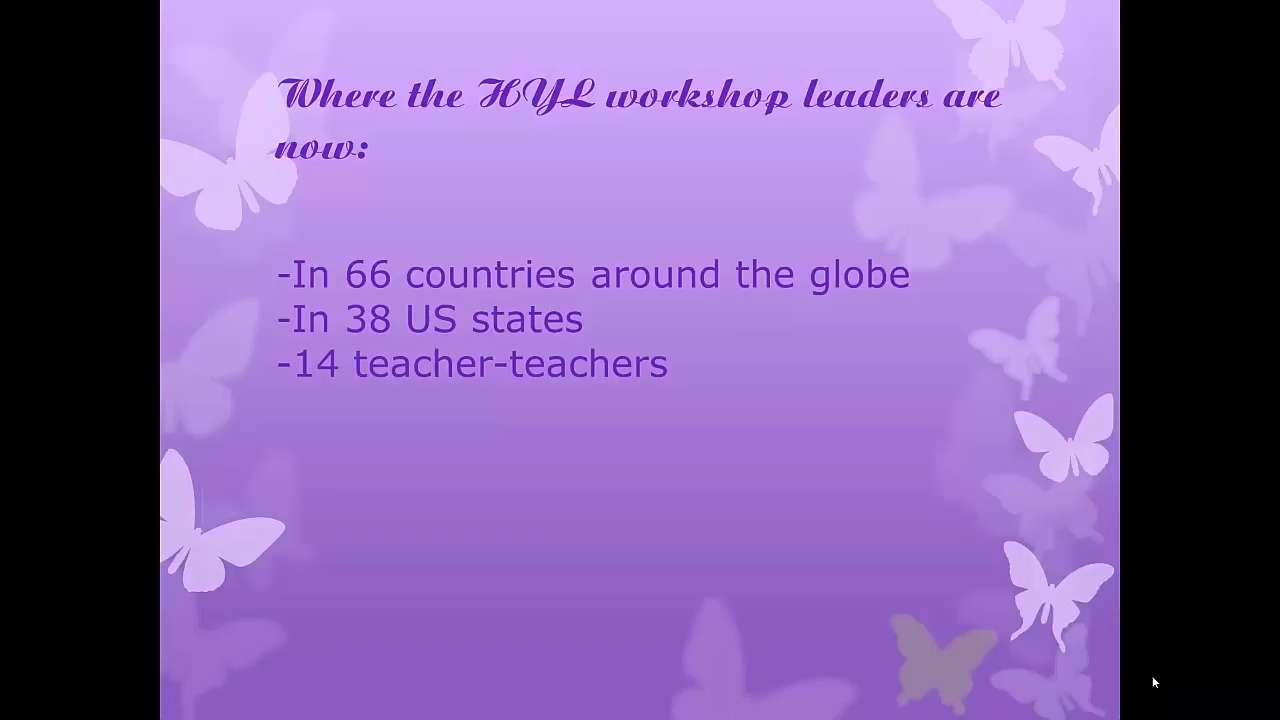 Where the HYL workshop leaders are
now:
-In 66 countries around the globe
-In 38 US states
-14 teacher-teachers